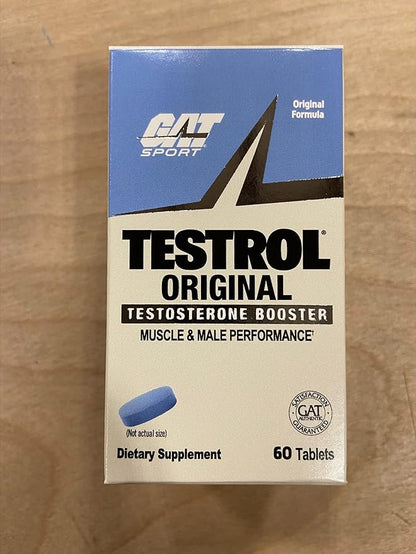 Original
Formula
GAT
SPORT
TESTROL®
ORIGINAL
TESTOSTERONE BOOSTER
MUSCLE & MALE PERFORMANCE†
(Not actual size)
SATISFACTION
GAT
AUTHENTIC
GUARANTEED
Dietary Supplement
60 Tablets